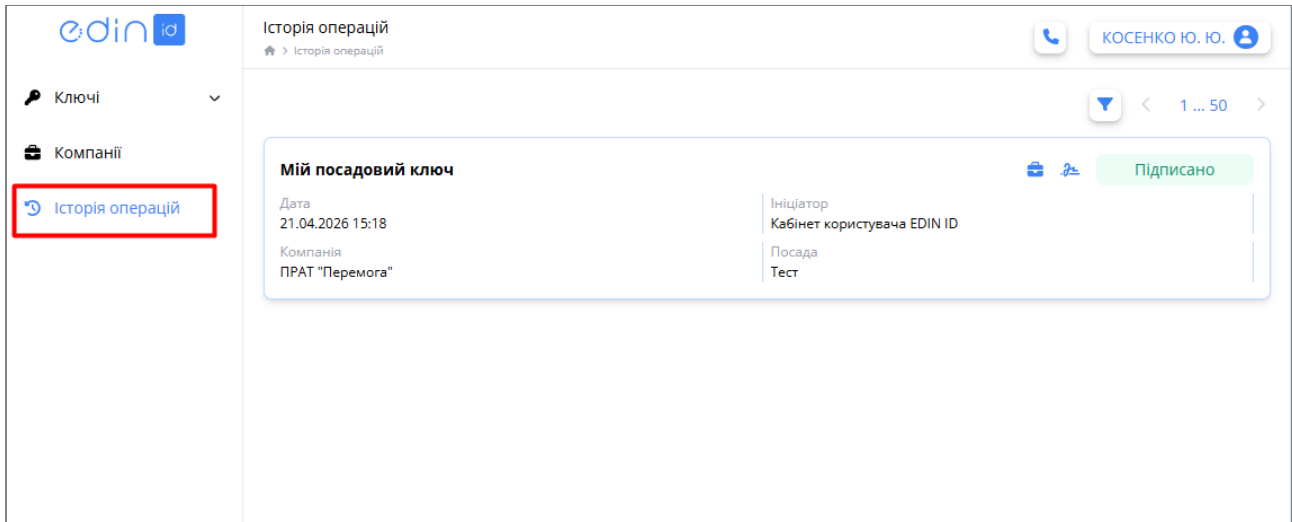 edin id
Історія операцій
Історія операцій
КОСЕНКО Ю. Ю.
Ключі
Компанії
Історія операцій
1 ... 50
Мій посадовий ключ
Підписано
Дата
21.04.2026 15:18
Ініціатор
Кабінет користувача EDIN ID
Компанія
ПРАТ "Перемога"
Посада
Тест